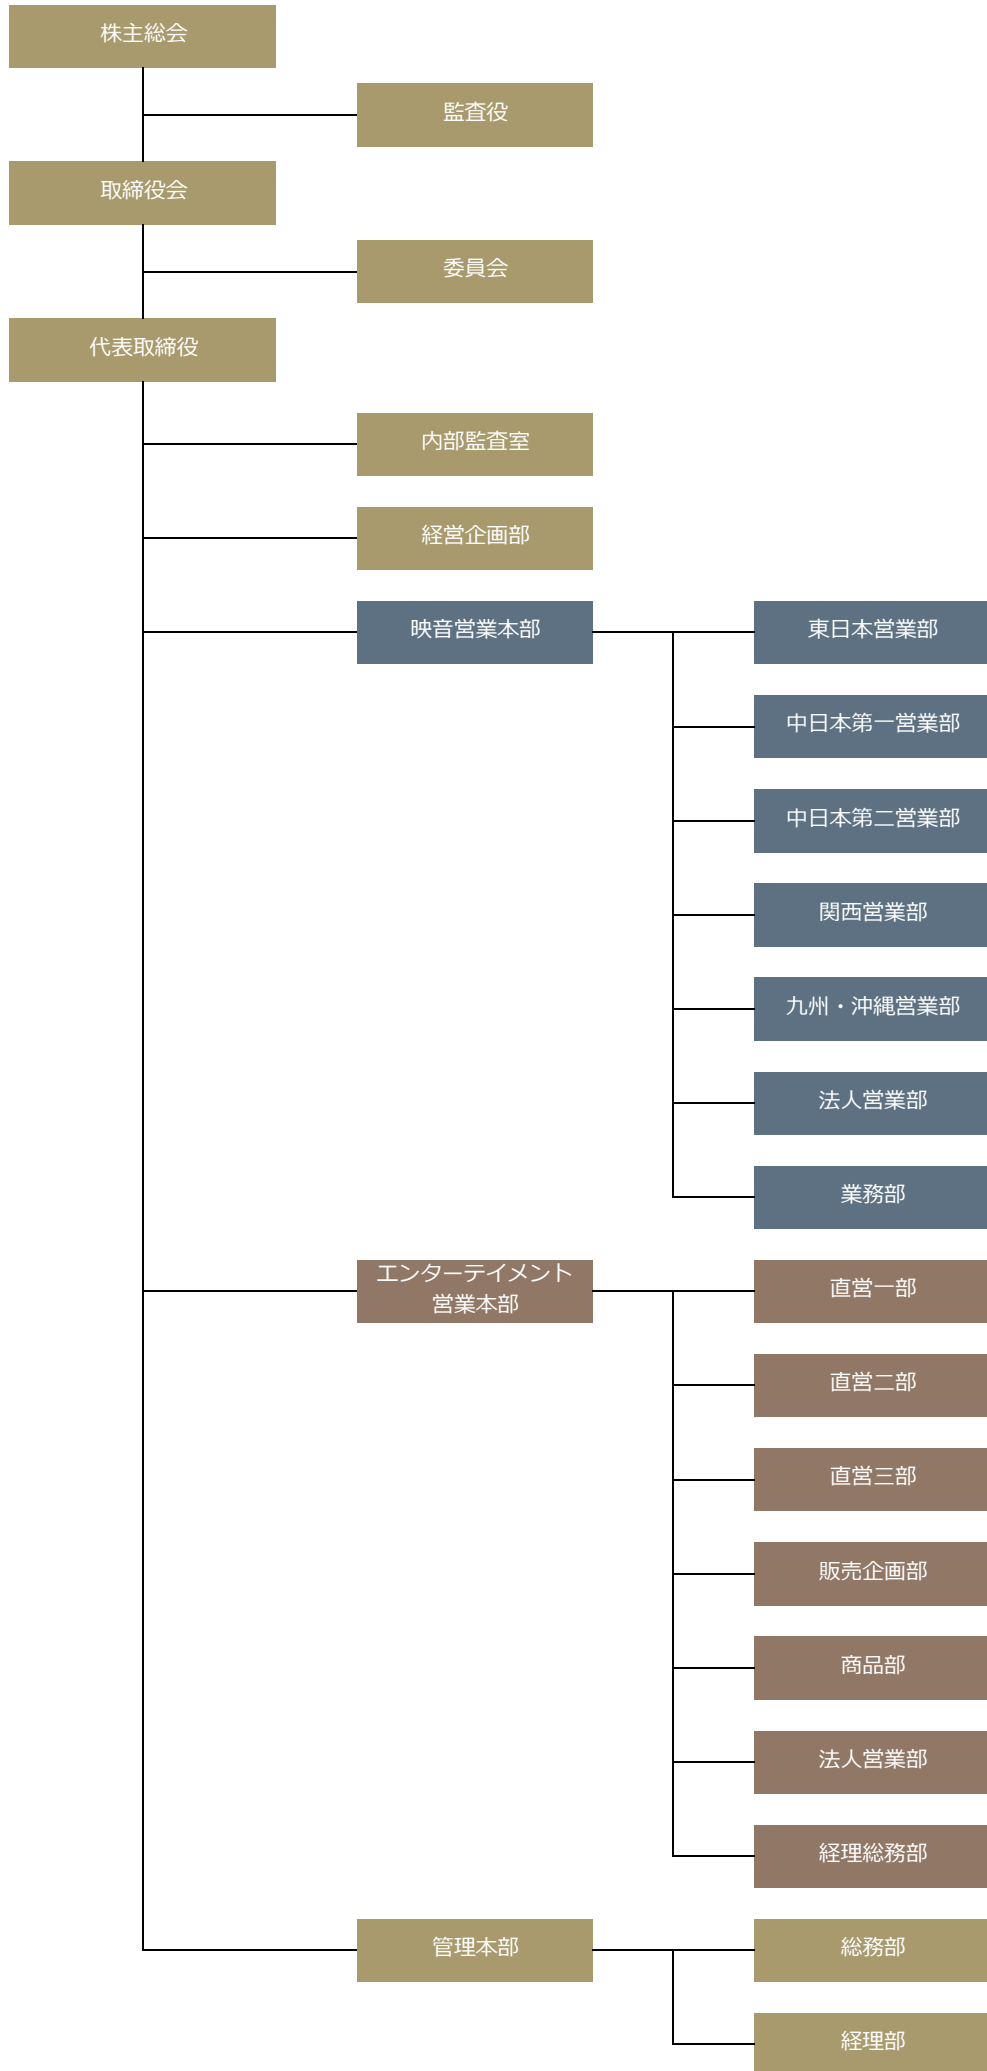 株主総会
監査役
取締役会
委員会
代表取締役
内部監査室
経営企画部
映音営業本部
東日本営業部
中日本第一営業部
中日本第二営業部
関西営業部
九州・沖縄営業部
法人営業部
業務部
エンターテイメント
営業本部
直営一部
直営二部
直営三部
販売企画部
商品部
法人営業部
経理総務部
管理本部
総務部
経理部